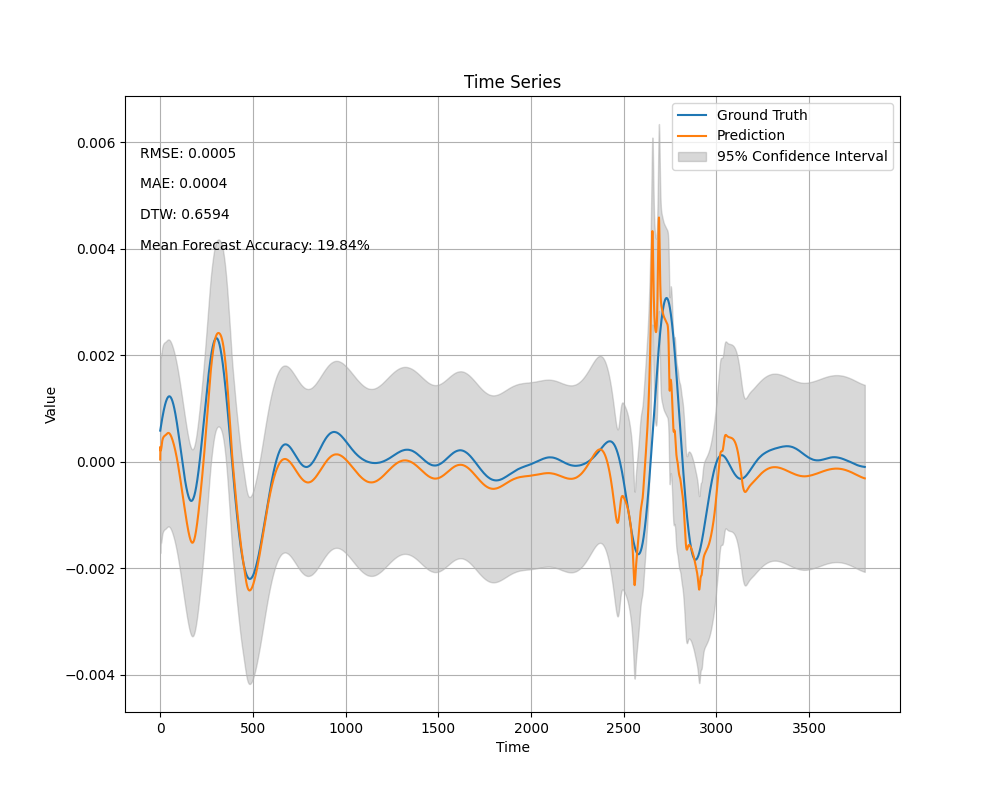 Time Series
Ground Truth
Prediction
95% Confidence Interval
RMSE: 0.0005
MAE: 0.0004
DTW: 0.6594
Mean Forecast Accuracy: 19.84%
Value
0.006
0.004
0.002
0.000
−0.002
−0.004
0 500 1000 1500 2000 2500 3000 3500
Time